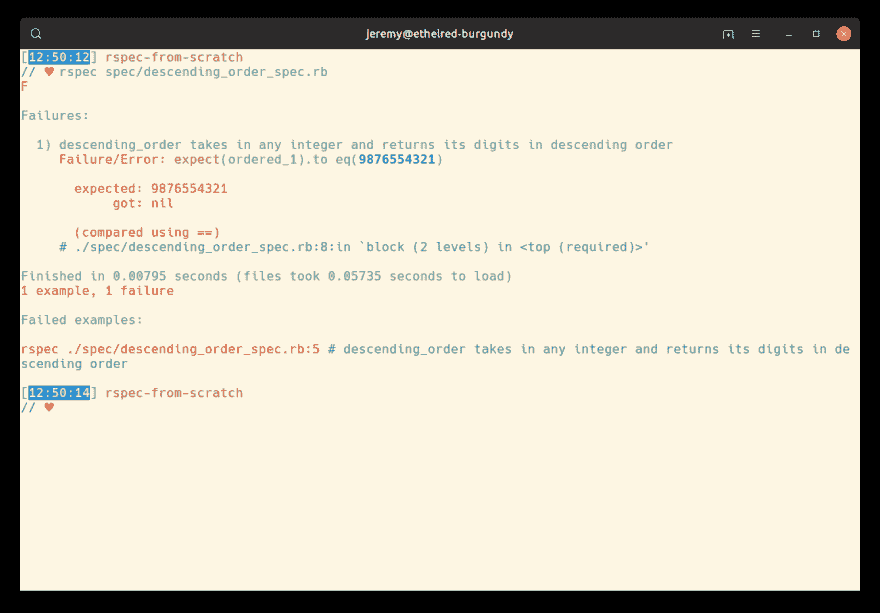 jeremy@ethelred-burgundy
[12:50:12] rspec-from-scratch
// ♥ rspec spec/descending_order_spec.rb
F
Failures:
1) descending_order takes in any integer and returns its digits in descending order
Failure/Error: expect(ordered_1).to eq(9876554321)
expected: 9876554321
got: nil
(compared using ==)
# ./spec/descending_order_spec.rb:8:in `block (2 levels) in <top (required)>'
Finished in 0.00795 seconds (files took 0.05735 seconds to load)
1 example, 1 failure
Failed examples:
rspec ./spec/descending_order_spec.rb:5 # descending_order takes in any integer and returns its digits in de
scending order
[12:50:14] rspec-from-scratch
// ♥